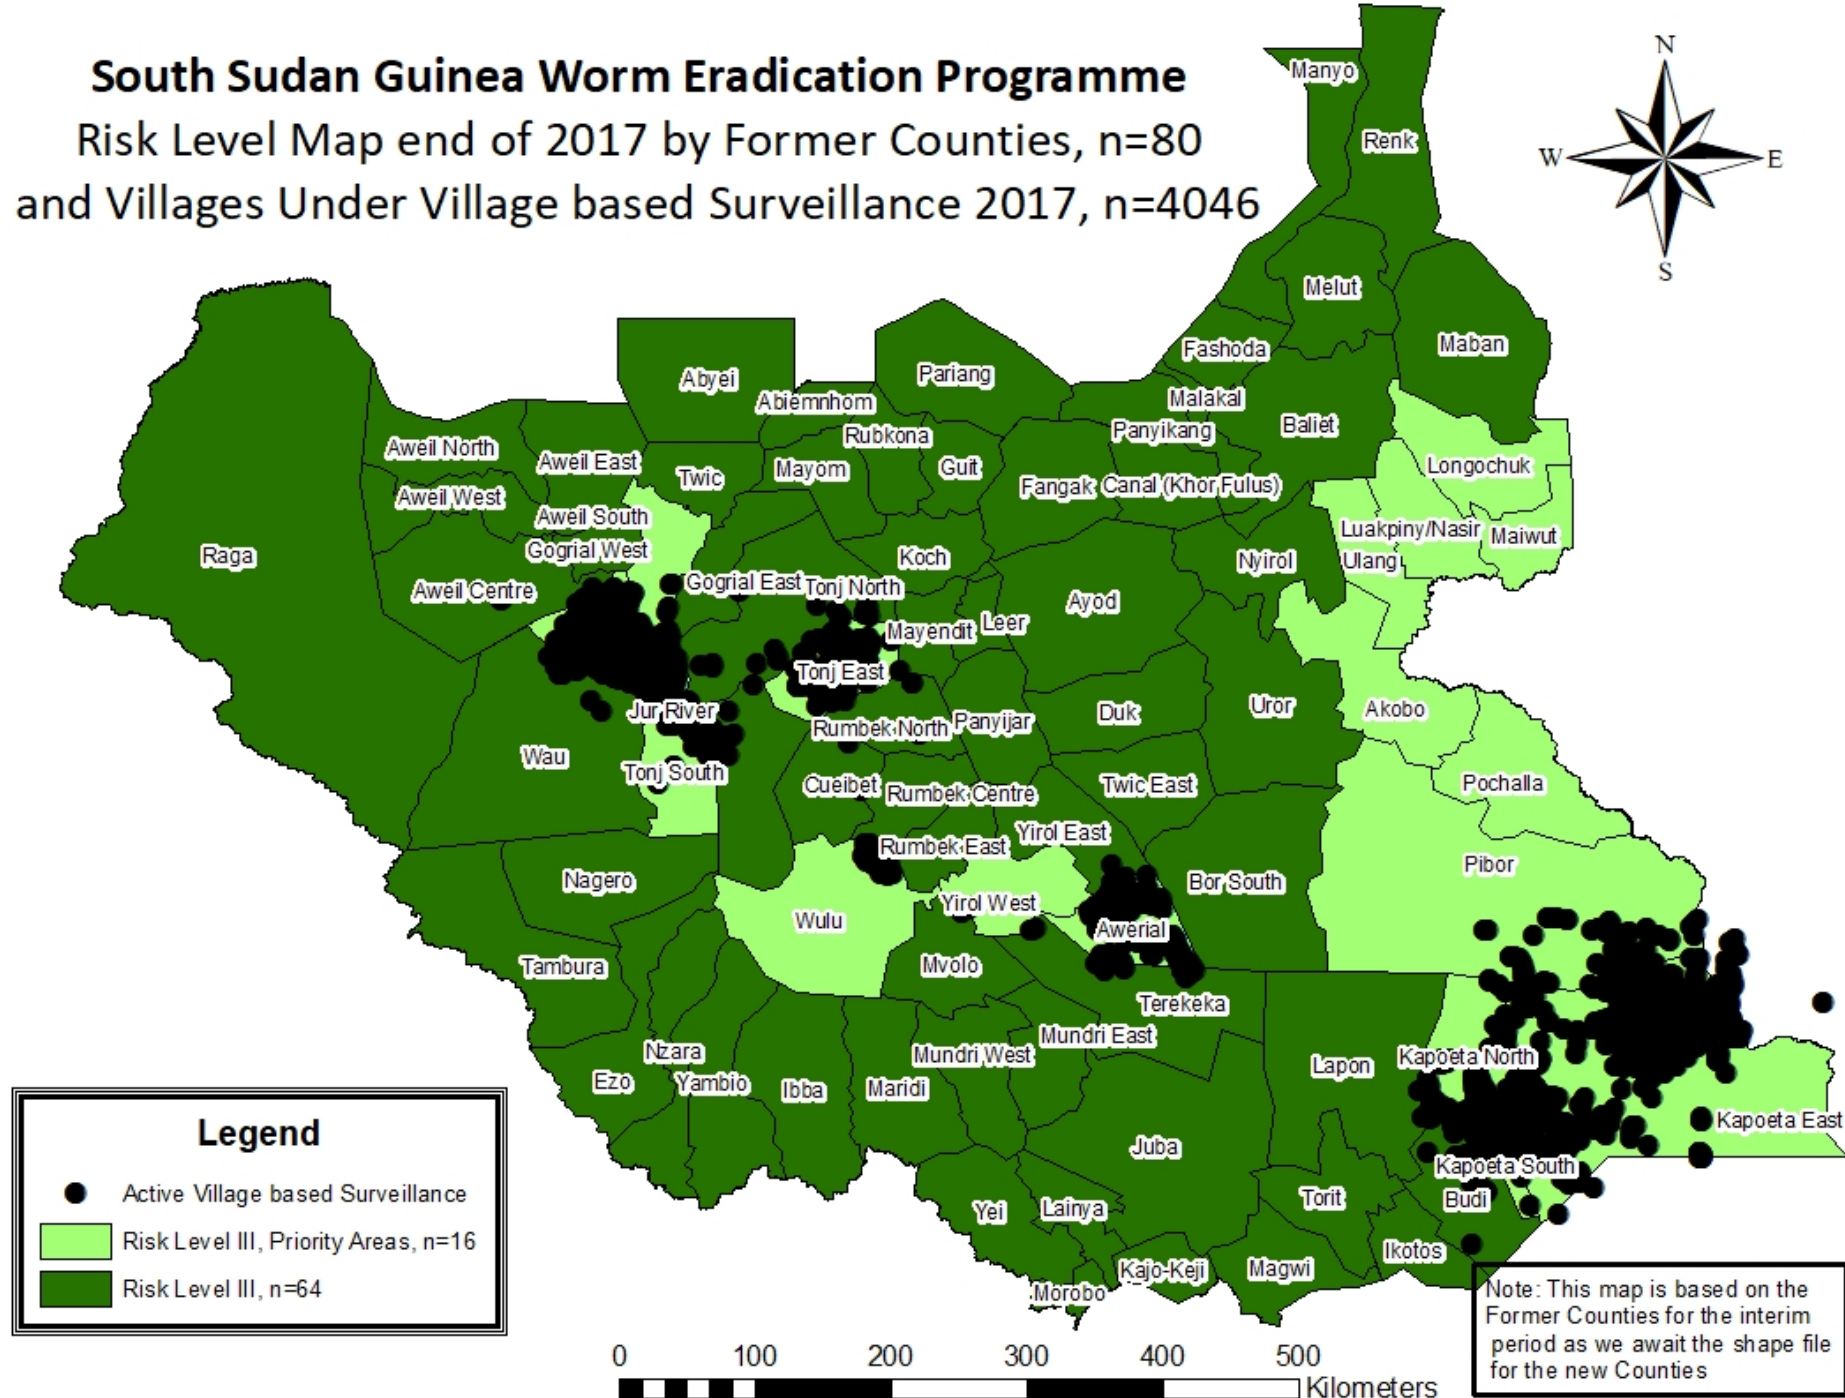 South Sudan Guinea Worm Eradication Programme
Risk Level Map end of 2017 by Former Counties, n=80
and Villages Under Village based Surveillance 2017, n=4046
N
W
E
S
Manyo
Renk
Melut
Maban
Fashoda
Abyei
Pariang
Abiemnhom
Malakal
Baliet
Panyikang
Rubkona
Aweil North
Aweil East
Twic
Mayom
Guit
Longochuk
Fangak
Canal (Khor Fulus)
Aweil West
Aweil South
Luakpiny/Nasir
Maiwut
Gogrial West
Raga
Koch
Nyirol
Ulang
Aweil Centre
Gogrial East
Tonj North
Ayod
Leer
Mayendit
Tonj East
Jur River
Duk
Uror
Akobo
Rumbek North
Panyijar
Wau
Tonj South
Cueibet
Rumbek Centre
Twic East
Pochalla
Yirol East
Rumbek East
Pibor
Nagero
Bor South
Yirol West
Wulu
Awerial
Tambura
Mvolo
Terekeka
Mundri East
Nzara
Mundri West
Kapoeta North
Lapon
Ezo
Yambio
Ibba
Maridi
Kapoeta East
Juba
Kapoeta South
Budi
Torit
Yei
Lainya
Ikotos
Kajo-Keji
Magwi
Morobo
Legend
Active Village based Surveillance
Risk Level III, Priority Areas, n=16
Risk Level III, n=64
Note: This map is based on the
Former Counties for the interim
period as we await the shape file
for the new Counties
0 100 200 300 400 500
Kilometers